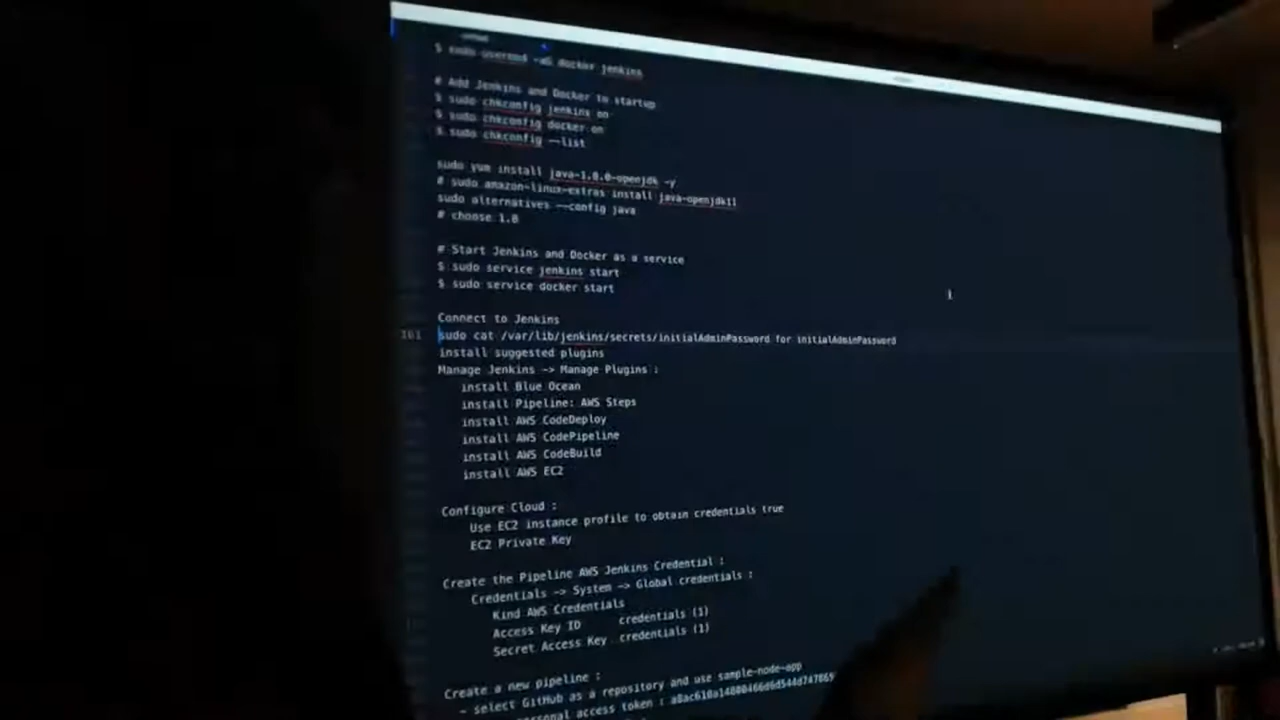 $ sudo usermod -aG docker jenkins
# Add Jenkins and Docker to startup
$ sudo chkconfig jenkins on
$ sudo chkconfig docker on
$ sudo chkconfig --list
sudo yum install java-1.8.0-openjdk -y
# sudo amazon-linux-extras install java-openjdk11
sudo alternatives --config java
# choose 1.8
# Start Jenkins and Docker as a service
$ sudo service jenkins start
$ sudo service docker start
Connect to Jenkins
101 sudo cat /var/lib/jenkins/secrets/initialAdminPassword for initialAdminPassword
install suggested plugins
Manage Jenkins -> Manage Plugins :
install Blue Ocean
install Pipeline: AWS Steps
install AWS CodeDeploy
install AWS CodePipeline
install AWS CodeBuild
install AWS EC2
Configure Cloud :
Use EC2 instance profile to obtain credentials true
EC2 Private Key
Create the Pipeline AWS Jenkins Credential :
Credentials -> System -> Global credentials :
Kind AWS Credentials
Access Key ID credentials (1)
Secret Access Key credentials (1)
Create a new pipeline :
- select GitHub as a repository and use sample-node-app
personal access token :